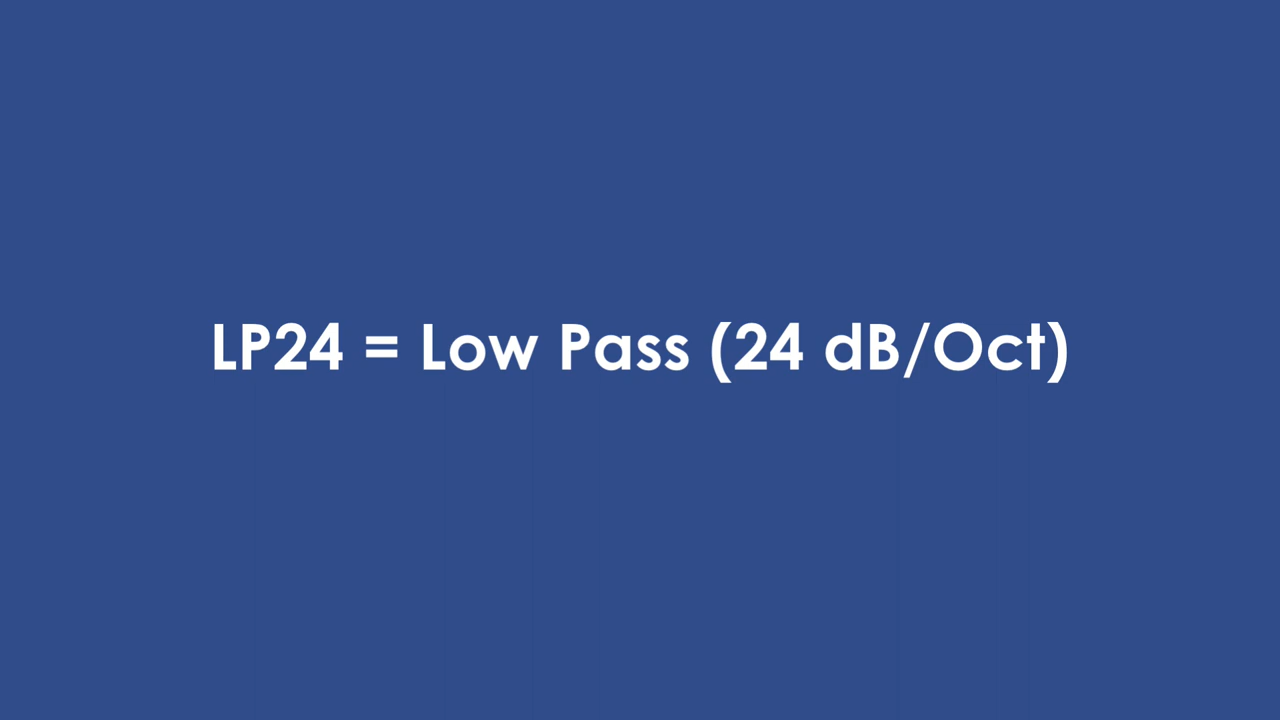 LP24 = Low Pass (24 dB/Oct)